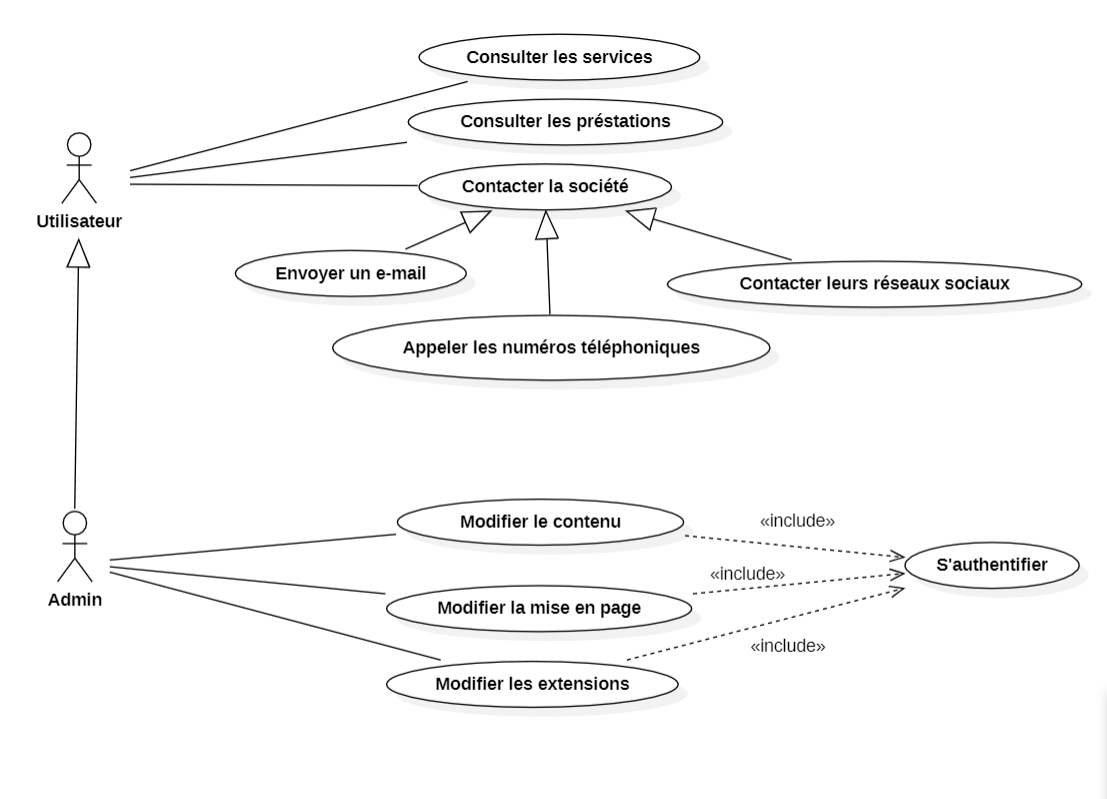 Consulter les services
Consulter les préstations
Contacter la société
Utilisateur
Envoyer un e-mail
Contacter leurs réseaux sociaux
Appeler les numéros téléphoniques
Modifier le contenu
«include»
S'authentifier
«include»
Modifier la mise en page
Admin
«include»
Modifier les extensions